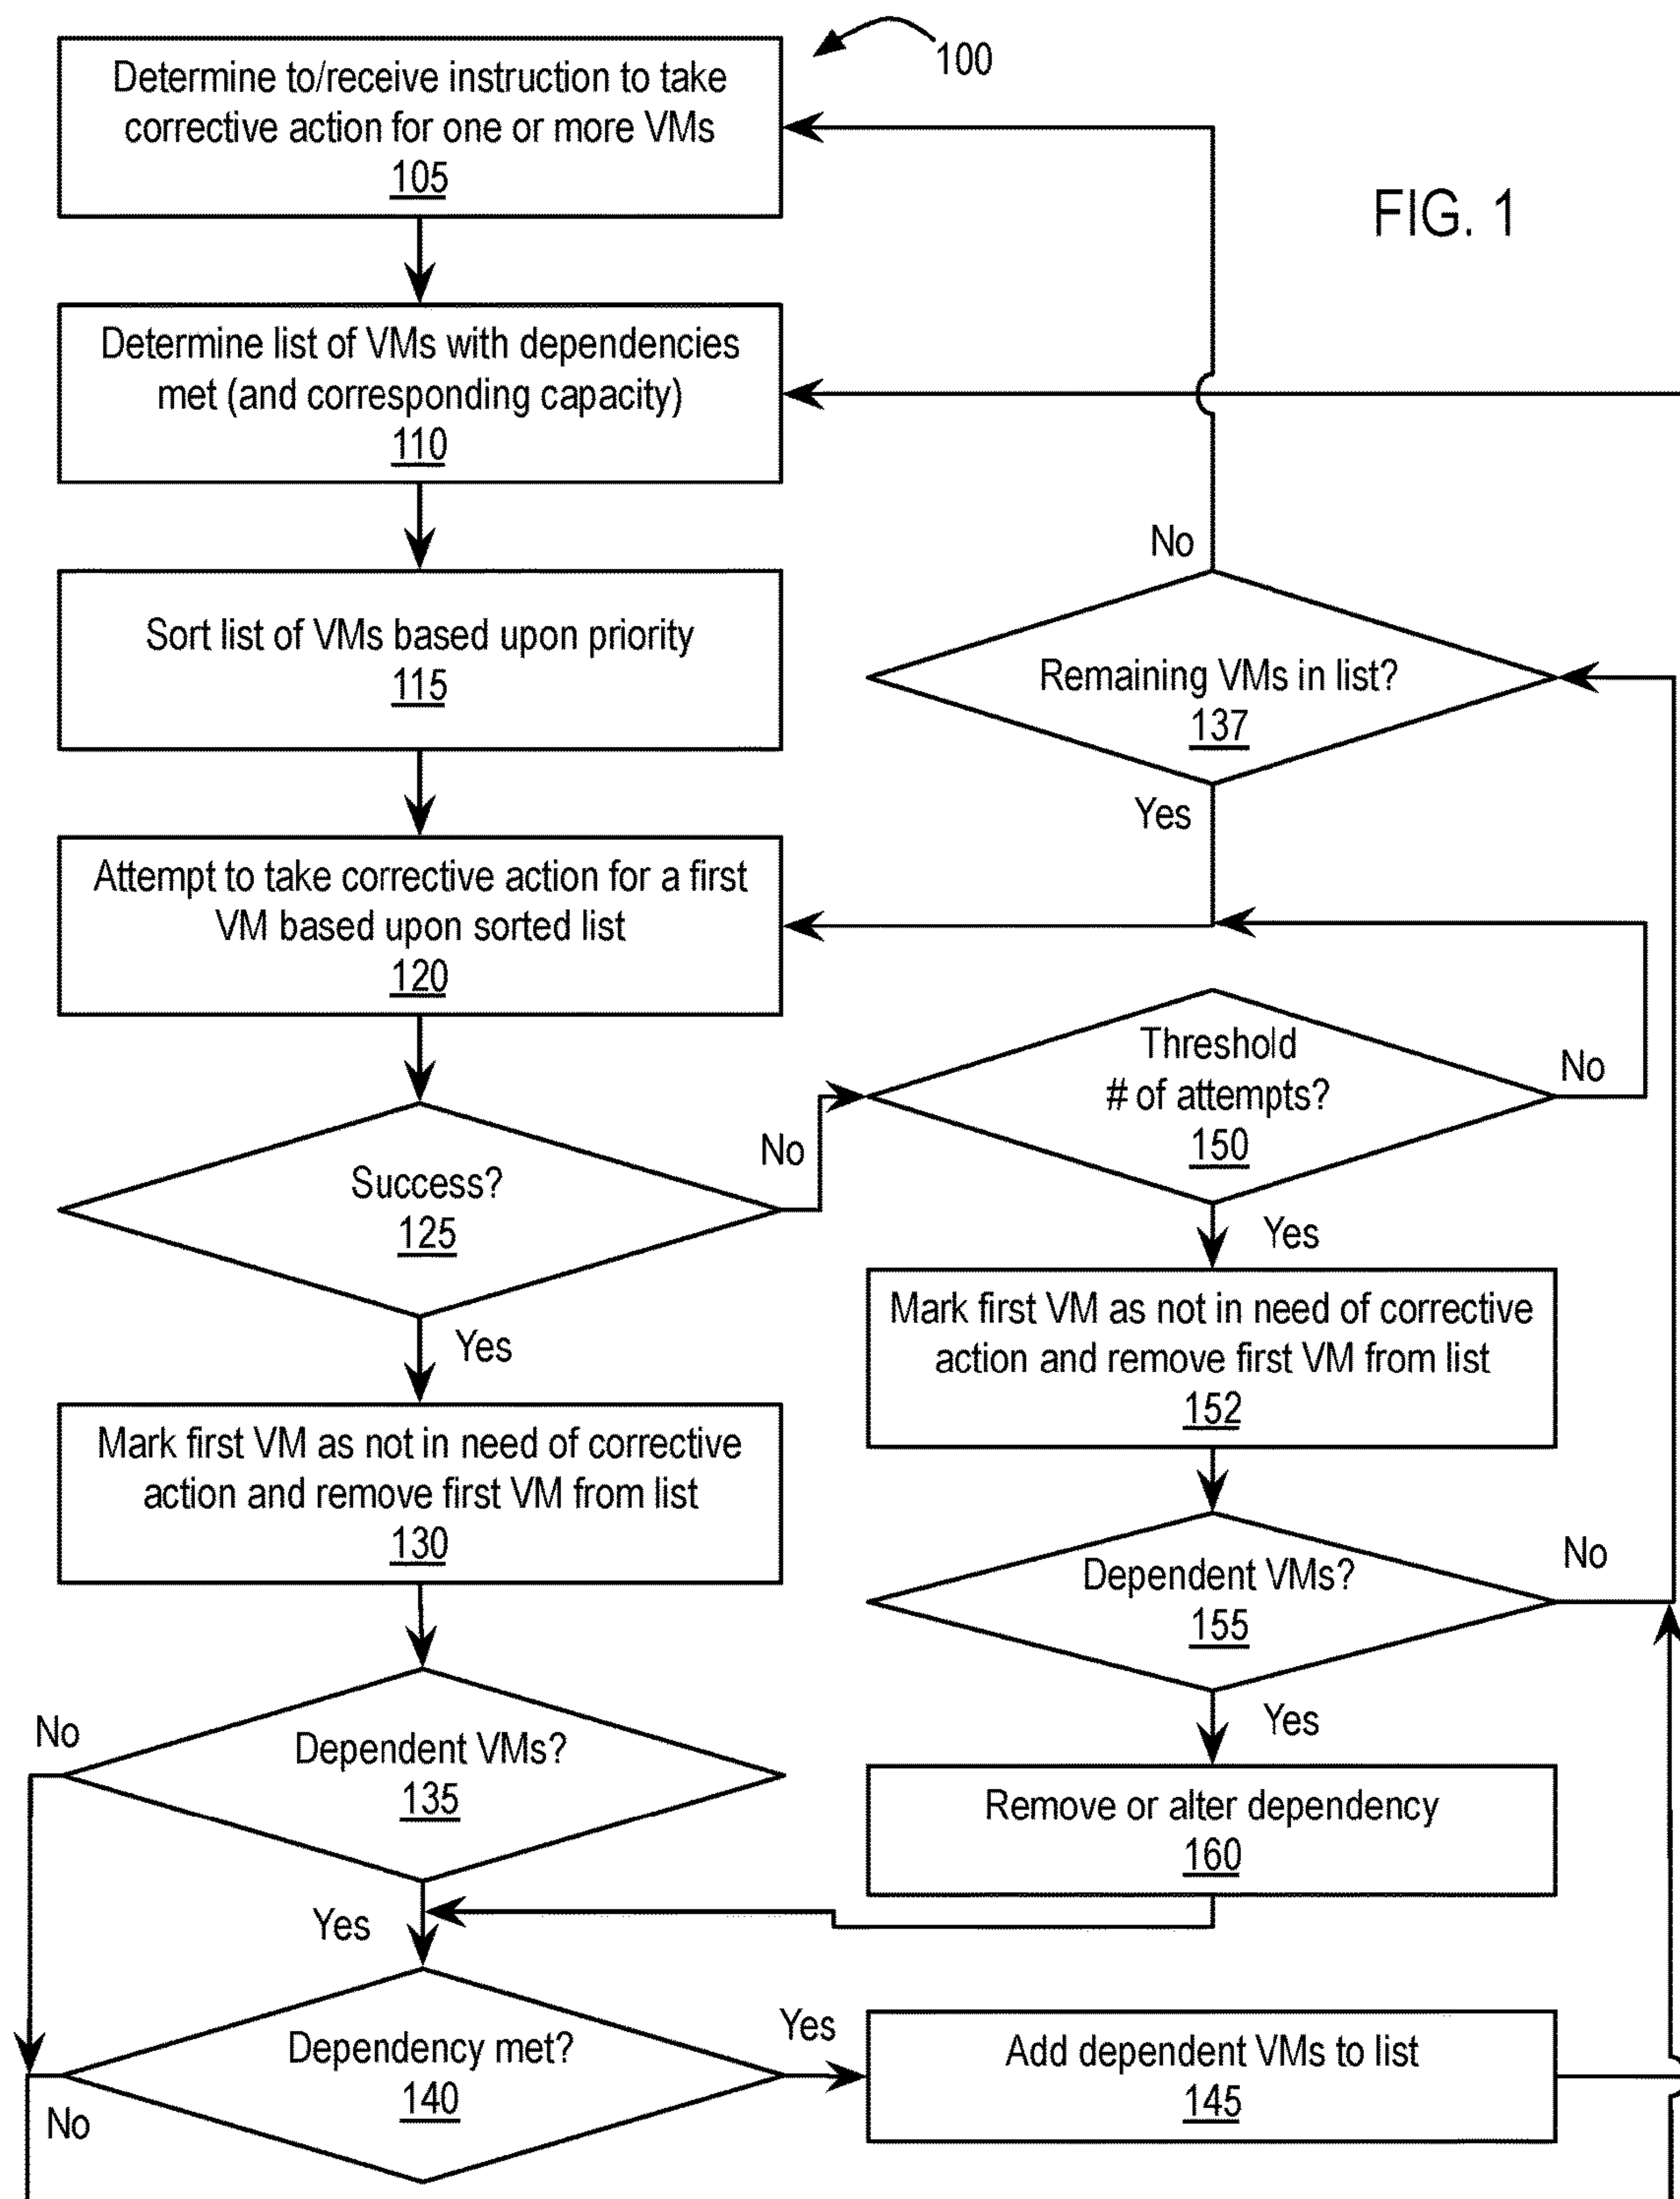 100
Determine to/receive instruction to take
corrective action for one or more VMs
105
FIG. 1
Determine list of VMs with dependencies
met (and corresponding capacity)
110
No
Sort list of VMs based upon priority
115
Remaining VMs in list?
137
Yes
Attempt to take corrective action for a first
VM based upon sorted list
120
Threshold
# of attempts?
150
No
No
Success?
125
Yes
Yes
Mark first VM as not in need of corrective
action and remove first VM from list
152
Mark first VM as not in need of corrective
action and remove first VM from list
130
Dependent VMs?
155
No
Yes
No
Dependent VMs?
135
Remove or alter dependency
160
Yes
Dependency met?
140
Yes
No
Add dependent VMs to list
145